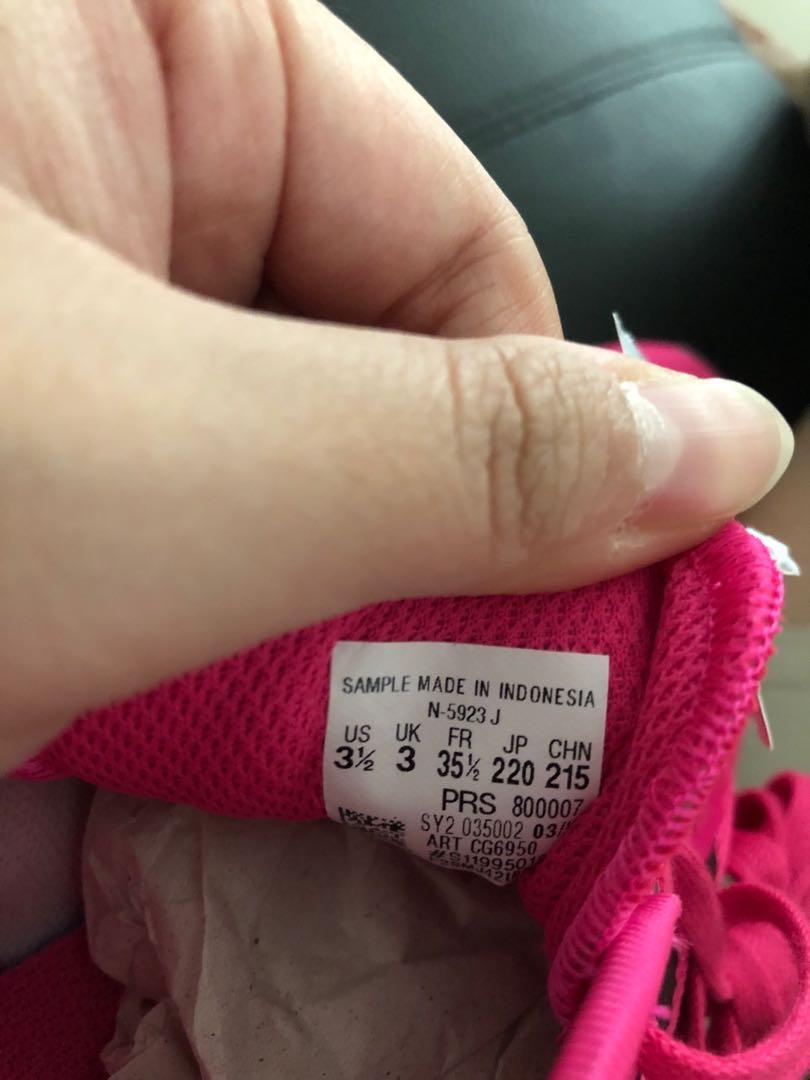 SAMPLE MADE IN INDONESIA
N-5923 J
US UK FR JP CHN
3½ 3 35½ 220 215
PRS 800007
SY2 035002 03/
ART CG6950